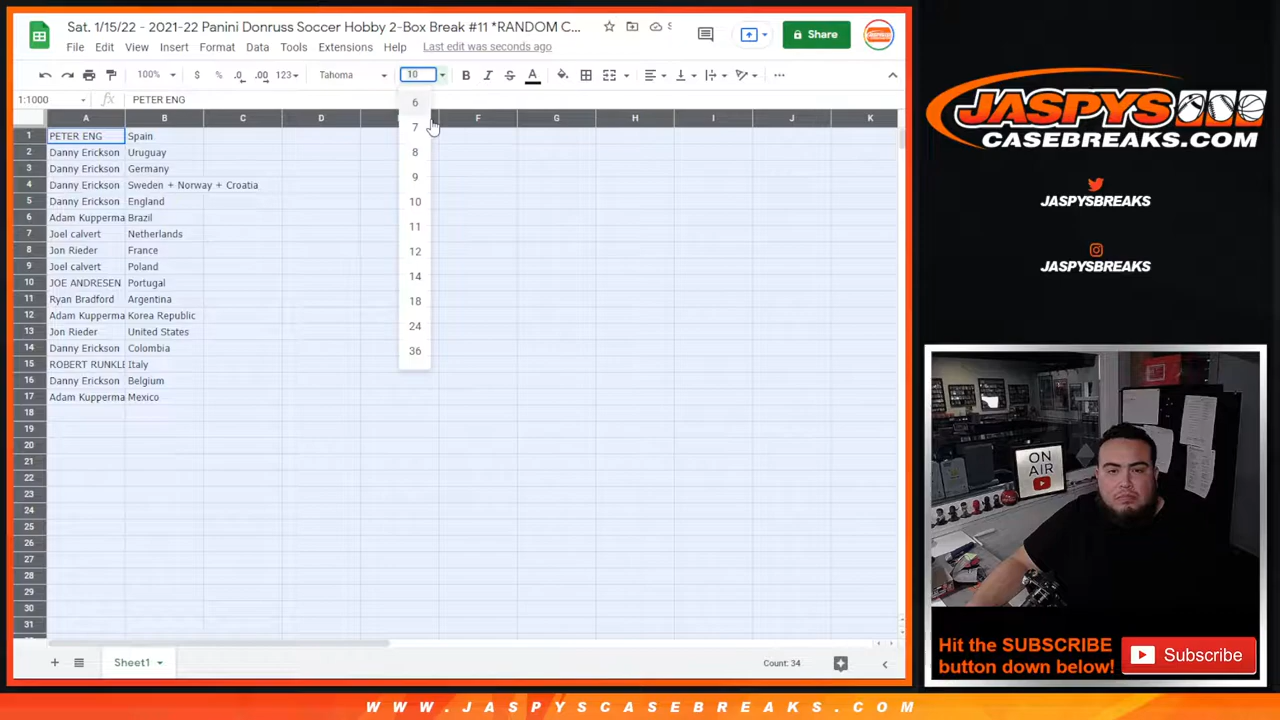 Sat. 1/15/22 - 2021-22 Panini Donruss Soccer Hobby 2-Box Break #11 *RANDOM C...
Share
File Edit View Insert Format Data Tools Extensions Help Last edit was seconds ago
100% $ % .0 .00 123 Tahoma 10 B I S A
1:1000 fx PETER ENG
A B C D F G H I J K
1 PETER ENG Spain
2 Danny Erickson Uruguay
3 Danny Erickson Germany
4 Danny Erickson Sweden + Norway + Croatia
5 Danny Erickson England
6 Adam Kupperma Brazil
7 Joel calvert Netherlands
8 Jon Rieder France
9 Joel calvert Poland
10 JOE ANDRESEN Portugal
11 Ryan Bradford Argentina
12 Adam Kupperma Korea Republic
13 Jon Rieder United States
14 Danny Erickson Colombia
15 ROBERT RUNKLE Italy
16 Danny Erickson Belgium
17 Adam Kupperma Mexico
18
19
20
21
22
23
24
25
26
27
28
29
30
31
6
7
8
9
10
11
12
14
18
24
36
Sheet1
Count: 34
JASPYS
CASEBREAKS.COM
JASPYSBREAKS
JASPYSBREAKS
ON
AIR
Hit the SUBSCRIBE
button down below!
Subscribe
WWW.JASPYSCASEBREAKS.COM